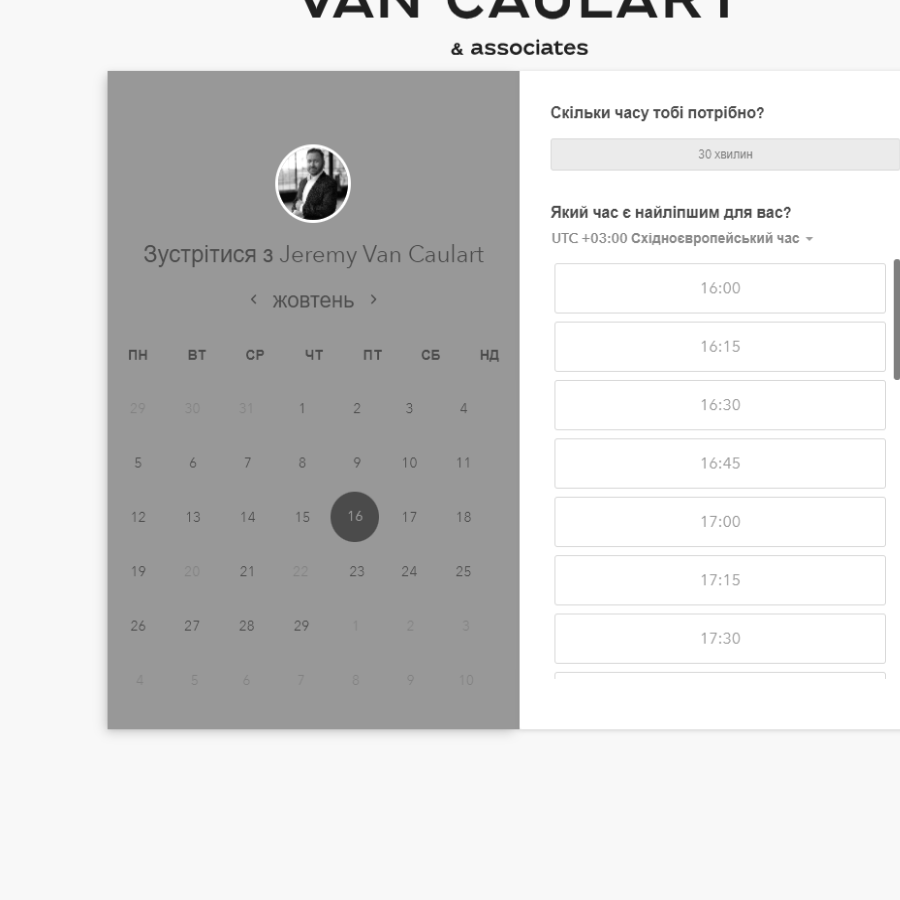 VAN CAULART
& associates
Зустрітися з Jeremy Van Caulart
жовтень
ПН ВТ СР ЧТ ПТ СБ НД
29 30 31 1 2 3 4
5 6 7 8 9 10 11
12 13 14 15 16 17 18
19 20 21 22 23 24 25
26 27 28 29 1 2 3
4 5 6 7 8 9 10
Скільки часу тобі потрібно?
30 хвилин
Який час є найліпшим для вас?
UTC +03:00 Східноєвропейський час
16:00
16:15
16:30
16:45
17:00
17:15
17:30